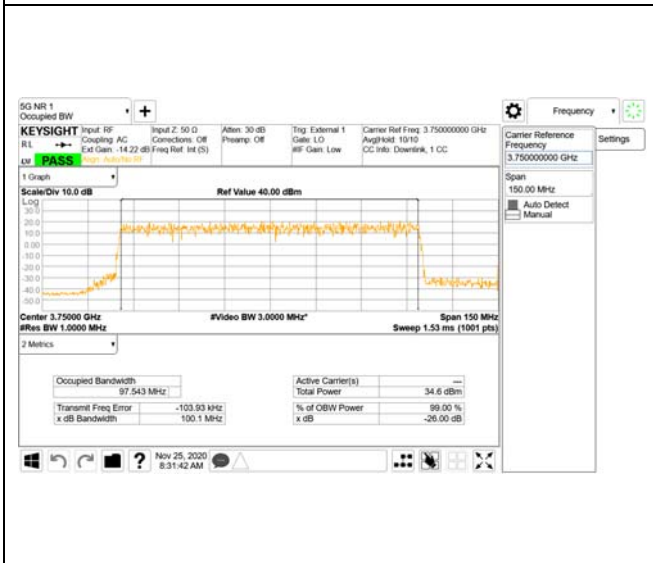 5G NR 1
Occupied BW
+
Frequency
KEYSIGHT Input: RF Input Z: 50 Ω Atten: 30 dB Trig: External 1 Carrier Ref Freq: 3.750000000 GHz
RL Coupling: AC Corrections: Off Preamp: Off Gate: LO Avg|Hold: 10/10
Ext Gain: -14.22 dB Freq Ref: Int (S) #IF Gain: Low CC Info: Downlink, 1 CC
PASS Align: Auto/No RF
Carrier Reference
Frequency
3.750000000 GHz
Settings
Span
150.00 MHz
Auto Detect
Manual
1 Graph
Scale/Div 10.0 dB Ref Value 40.00 dBm
Log
30.0
20.0
10.0
0.00
-10.0
-20.0
-30.0
-40.0
-50.0
Center 3.75000 GHz #Video BW 3.0000 MHz* Span 150 MHz
#Res BW 1.0000 MHz Sweep 1.53 ms (1001 pts)
2 Metrics
Occupied Bandwidth Active Carrier(s) ---
97.543 MHz Total Power 34.6 dBm
Transmit Freq Error -103.93 kHz % of OBW Power 99.00 %
x dB Bandwidth 100.1 MHz x dB -26.00 dB
? Nov 25, 2020
8:31:42 AM